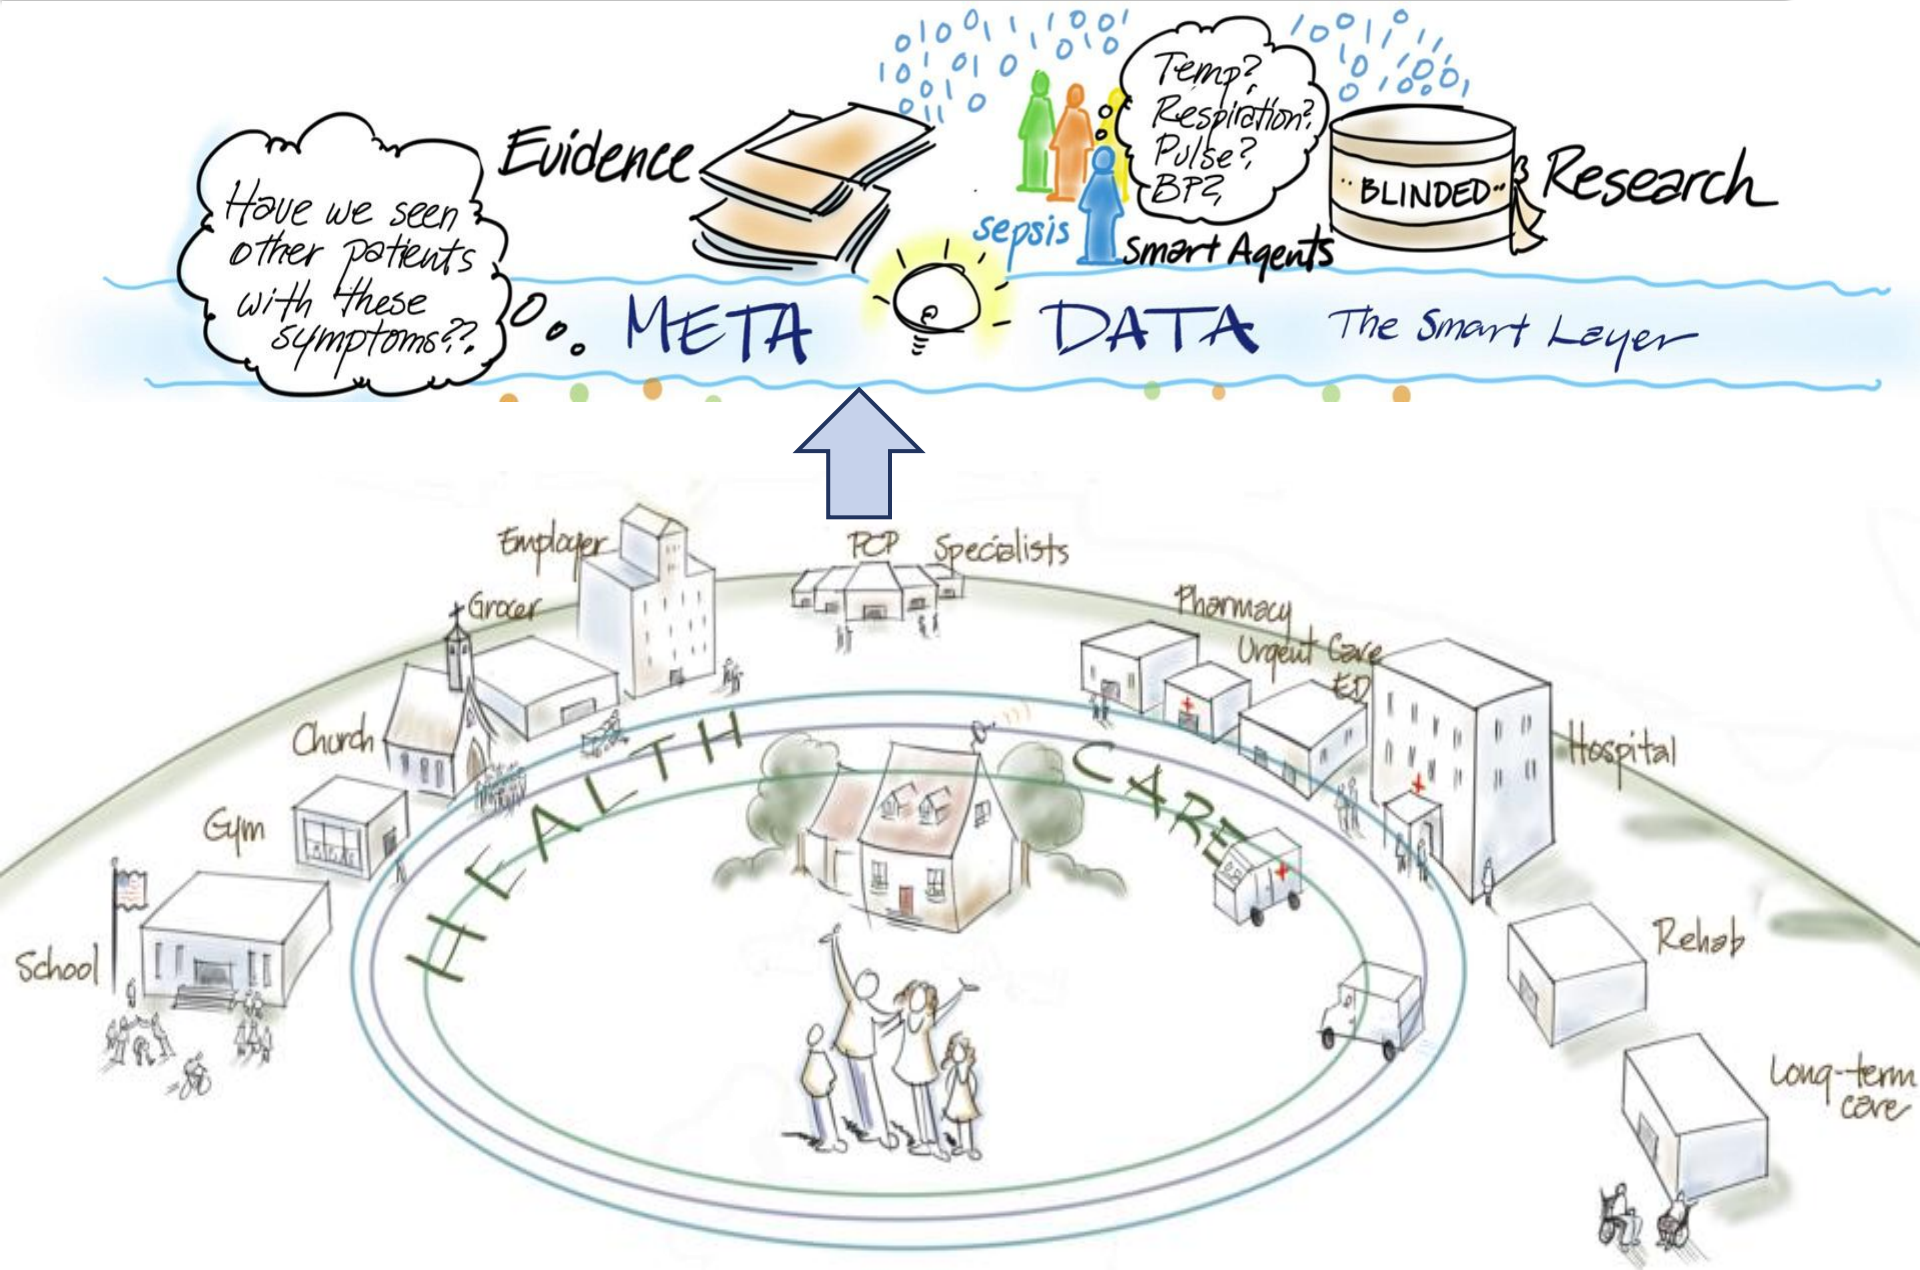 Have we seen
other patients
with these
symptoms??
Evidence
sepsis
Temp?
Respiration?
Pulse?
BP?
Smart Agents
BLINDED
Research
META DATA The Smart Layer
Employer
PCP Specialists
Grocer
Pharmacy
Urgent Care
ED
Church
Hospital
Gym
School
HEALTH CARE
Rehab
Long-term
care